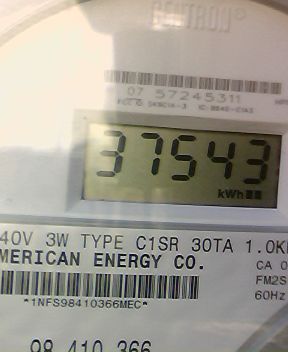 CENTRON®
07 57245311
37543
kWh
40V 3W TYPE C1SR 30TA 1.0K
MERICAN ENERGY CO.
CA 0
FM2S
60Hz
*1NFS98410366MEC*
98 410 366